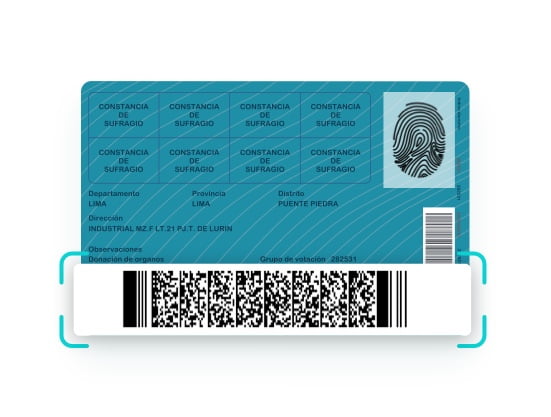 CONSTANCIA CONSTANCIA CONSTANCIA CONSTANCIA
DE DE DE DE
SUFRAGIO SUFRAGIO SUFRAGIO SUFRAGIO
CONSTANCIA CONSTANCIA CONSTANCIA CONSTANCIA
DE DE DE DE
SUFRAGIO SUFRAGIO SUFRAGIO SUFRAGIO
Departamento Provincia Distrito
LIMA LIMA PUENTE PIEDRA
Dirección
INDUSTRIAL MZ.F LT.21 PJ.T. DE LURIN
Observaciones
Donación de organos Grupo de votación 282531